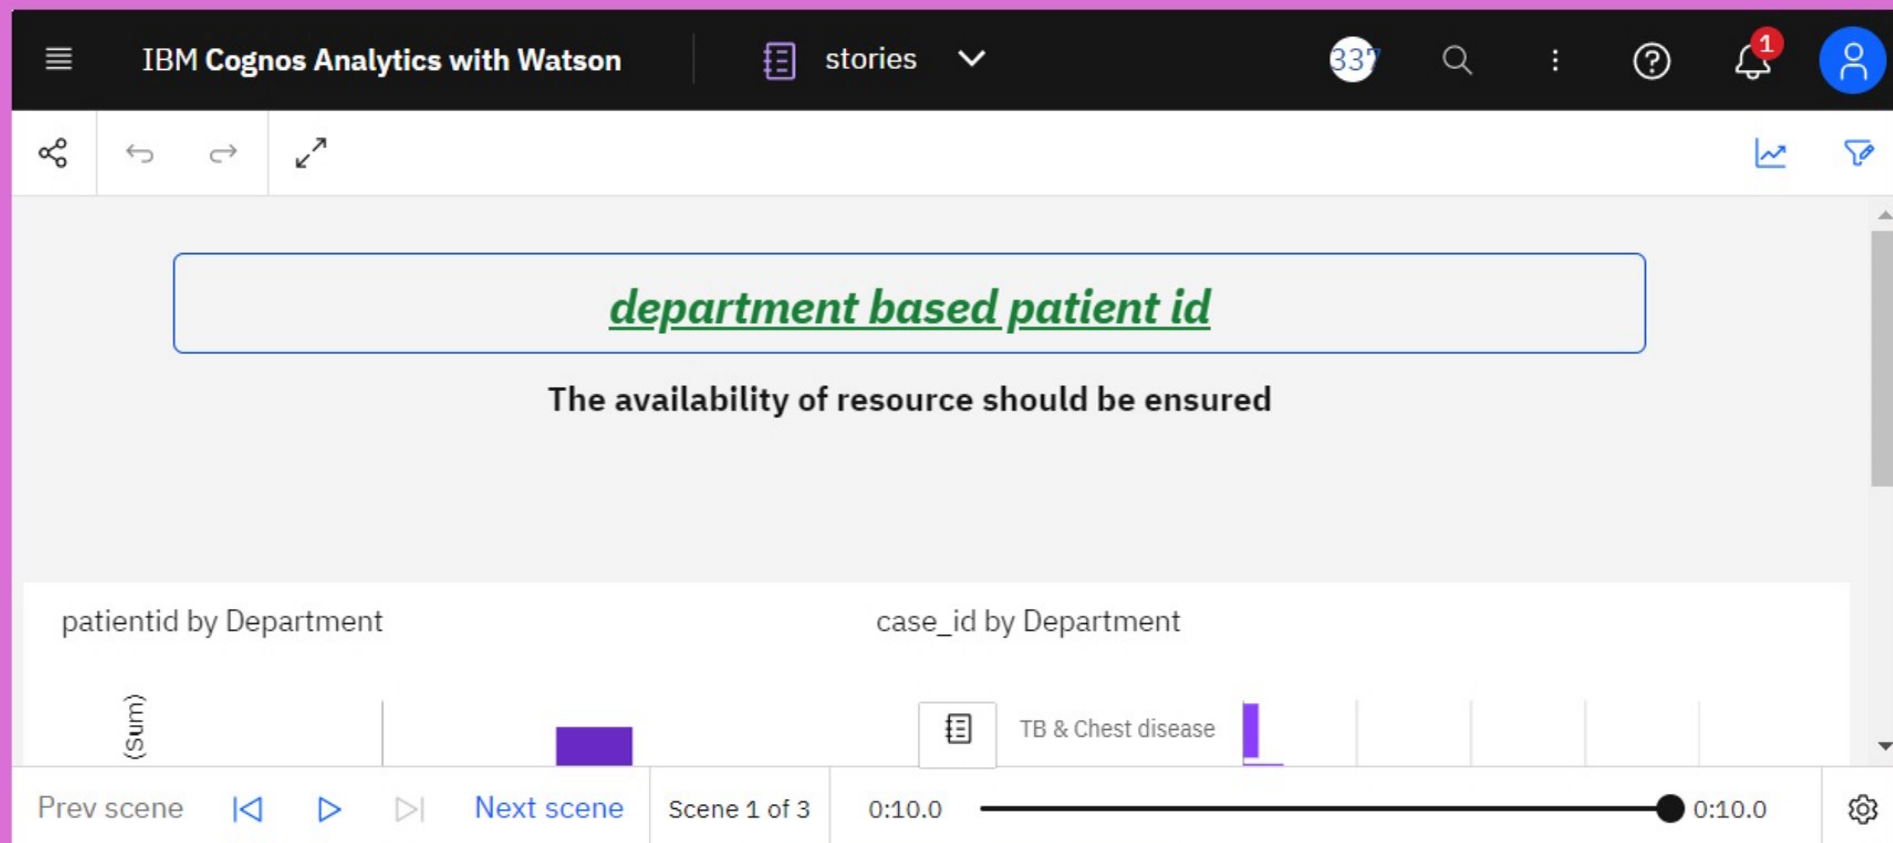 IBM Cognos Analytics with Watson
stories
337
1
department based patient id
The availability of resource should be ensured
patientid by Department
case_id by Department
(Sum)
TB & Chest disease
Prev scene
Next scene
Scene 1 of 3
0:10.0
0:10.0